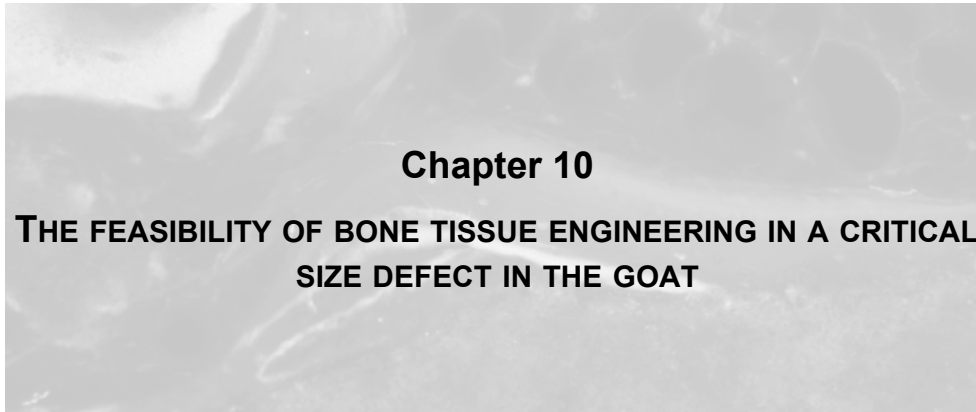 Chapter 10
THE FEASIBILITY OF BONE TISSUE ENGINEERING IN A CRITICAL
SIZE DEFECT IN THE GOAT